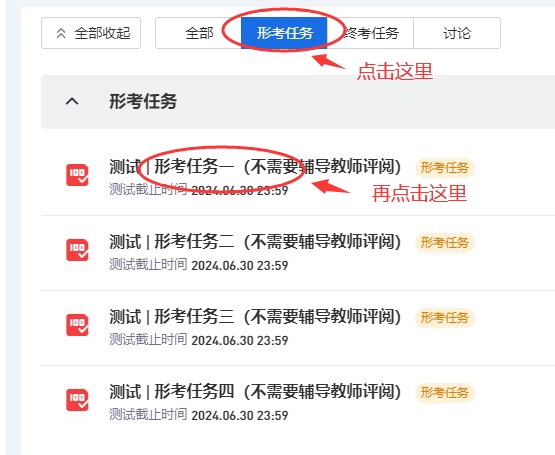 全部收起 全部 形考任务 终考任务 讨论
点击这里
形考任务
测试 | 形考任务一（不需要辅导教师评阅） 形考任务
测试截止时间 2024.06.30 23:59
再点击这里
测试 | 形考任务二（不需要辅导教师评阅） 形考任务
测试截止时间 2024.06.30 23:59
测试 | 形考任务三（不需要辅导教师评阅） 形考任务
测试截止时间 2024.06.30 23:59
测试 | 形考任务四（不需要辅导教师评阅） 形考任务
测试截止时间 2024.06.30 23:59